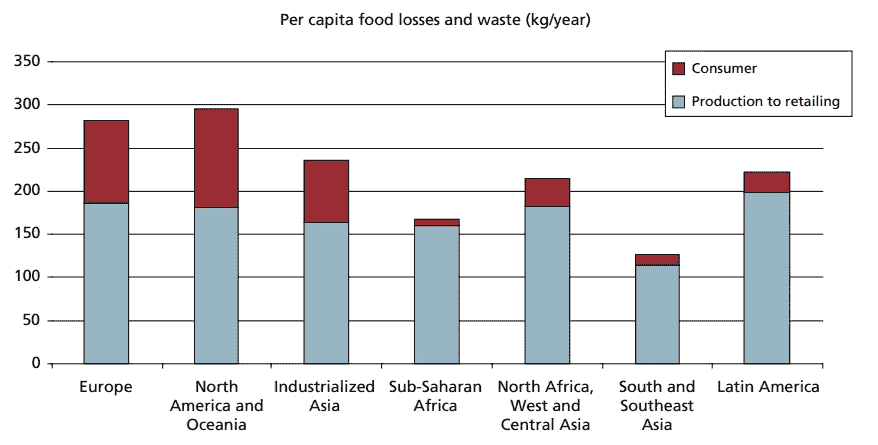 Per capita food losses and waste (kg/year)
350
300
250
200
150
100
50
0
Consumer
Production to retailing
Europe
North
America and
Oceania
Industrialized
Asia
Sub-Saharan
Africa
North Africa,
West and
Central Asia
South and
Southeast
Asia
Latin America